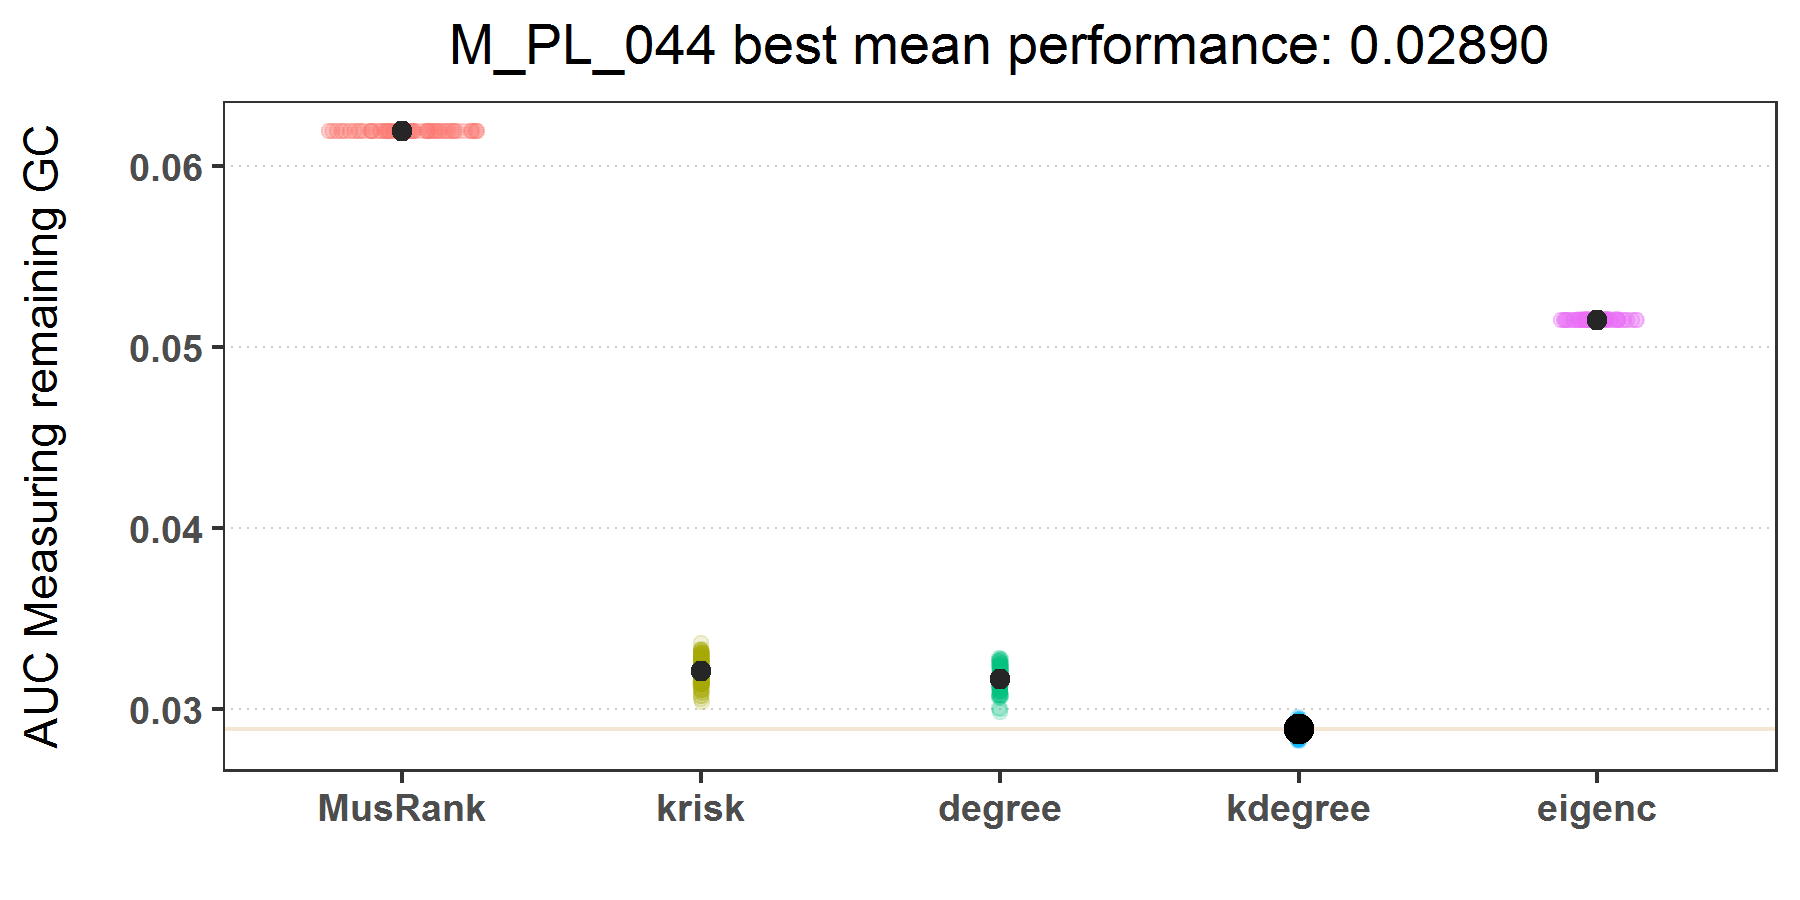 M_PL_044 best mean performance: 0.02890
AUC Measuring remaining GC
0.06
0.05
0.04
0.03
MusRank krisk degree kdegree eigenc